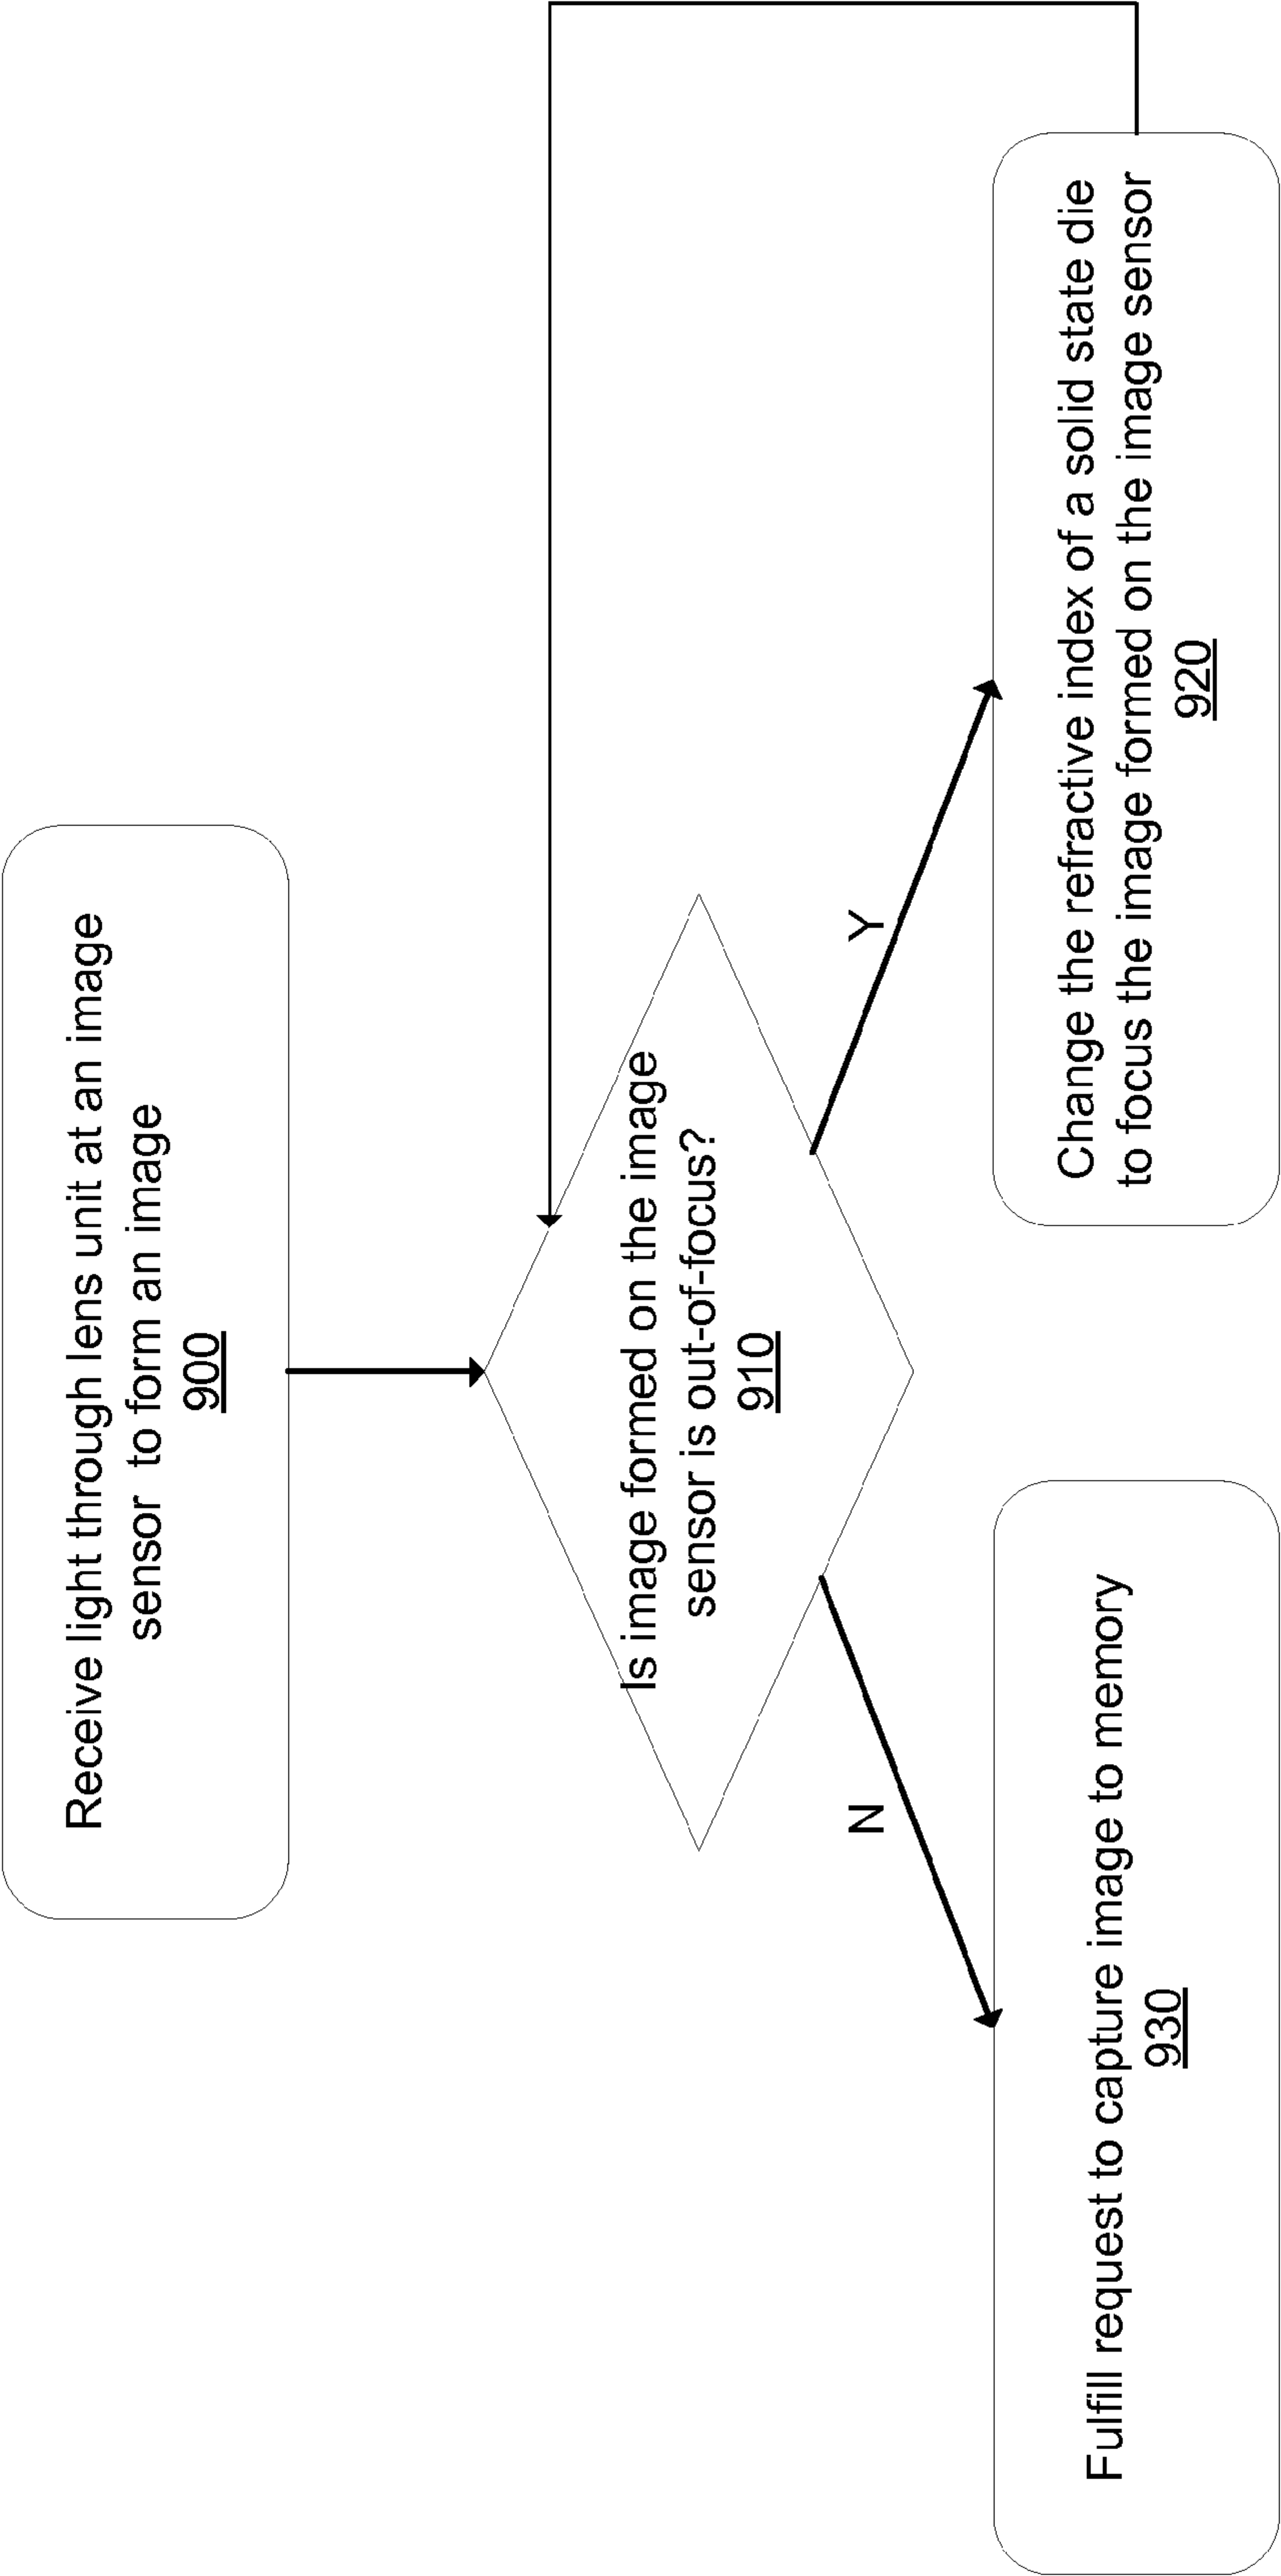 Receive light through lens unit at an image
sensor to form an image
900
Is image formed on the image
sensor is out-of-focus?
910
N
Y
Fulfill request to capture image to memory
930
Change the refractive index of a solid state die
to focus the image formed on the image sensor
920